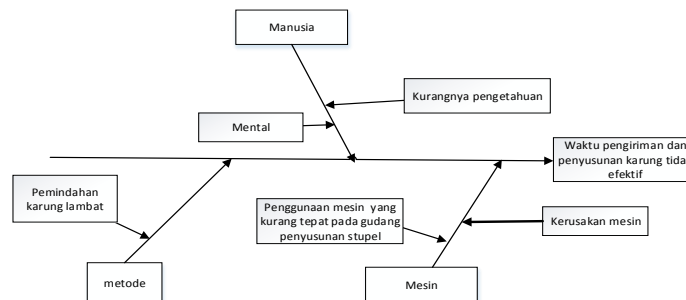 Manusia
Kurangnya pengetahuan
Mental
Waktu pengiriman dan
penyusunan karung tida
efektif
Pemindahan
karung lambat
Penggunaan mesin yang
kurang tepat pada gudang
penyusunan stupel
Kerusakan mesin
metode
Mesin